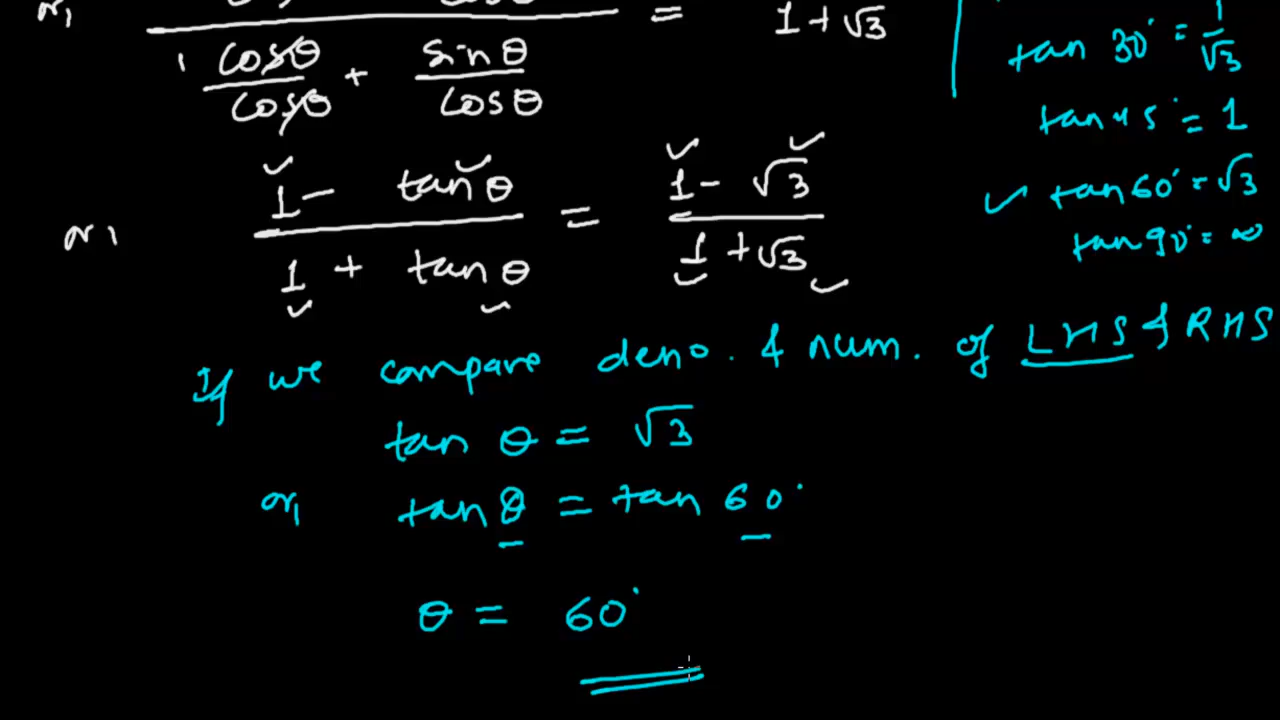 or,
= 1+√3
1 cosθ/cosθ + sinθ/cosθ
or, 1 - tanθ / 1 + tanθ = 1 - √3 / 1 + √3
If we compare deno. & num. of LHS & RHS
tan θ = √3
or, tan θ = tan 60°
θ = 60°
tan 30° = 1/√3
tan 45° = 1
✓ tan 60° = √3
tan 90° = ∞